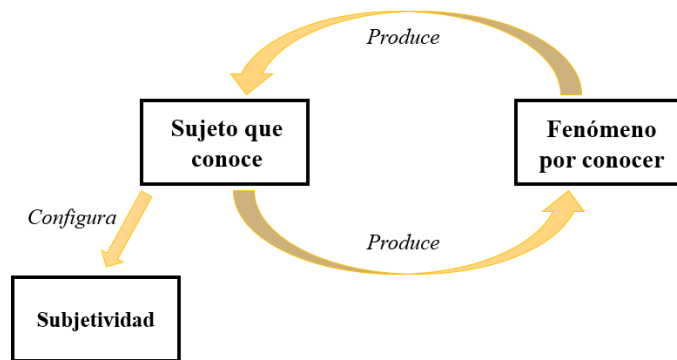 Produce
Sujeto que
conoce
Fenómeno
por conocer
Configura
Produce
Subjetividad